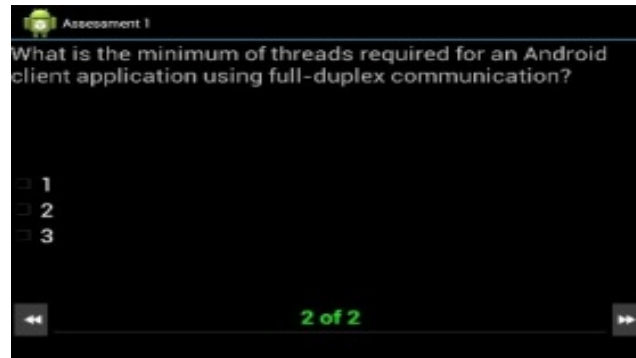 Assessment 1
What is the minimum of threads required for an Android
client application using full-duplex communication?
1
2
3
2 of 2